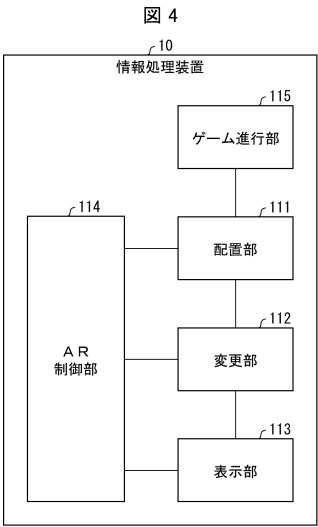 図 4
10
情報処理装置
115
ゲーム進行部
114
111
配置部
112
ＡＲ
制御部
変更部
113
表示部